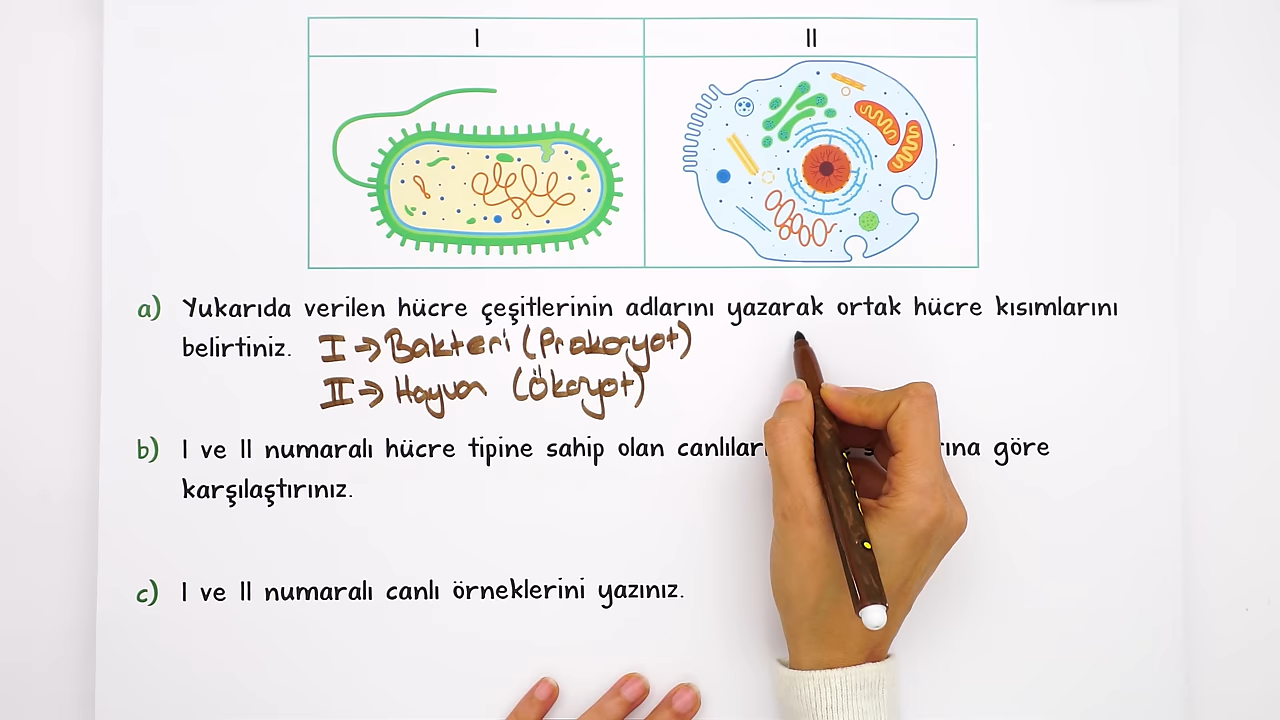 I II
a) Yukarıda verilen hücre çeşitlerinin adlarını yazarak ortak hücre kısımlarını
belirtiniz. I → Bakteri (Prokaryot)
II → Hayvan (Ökaryot)
b) I ve II numaralı hücre tipine sahip olan göre
karşılaştırınız.
c) I ve II numaralı canlı örneklerini yazınız.